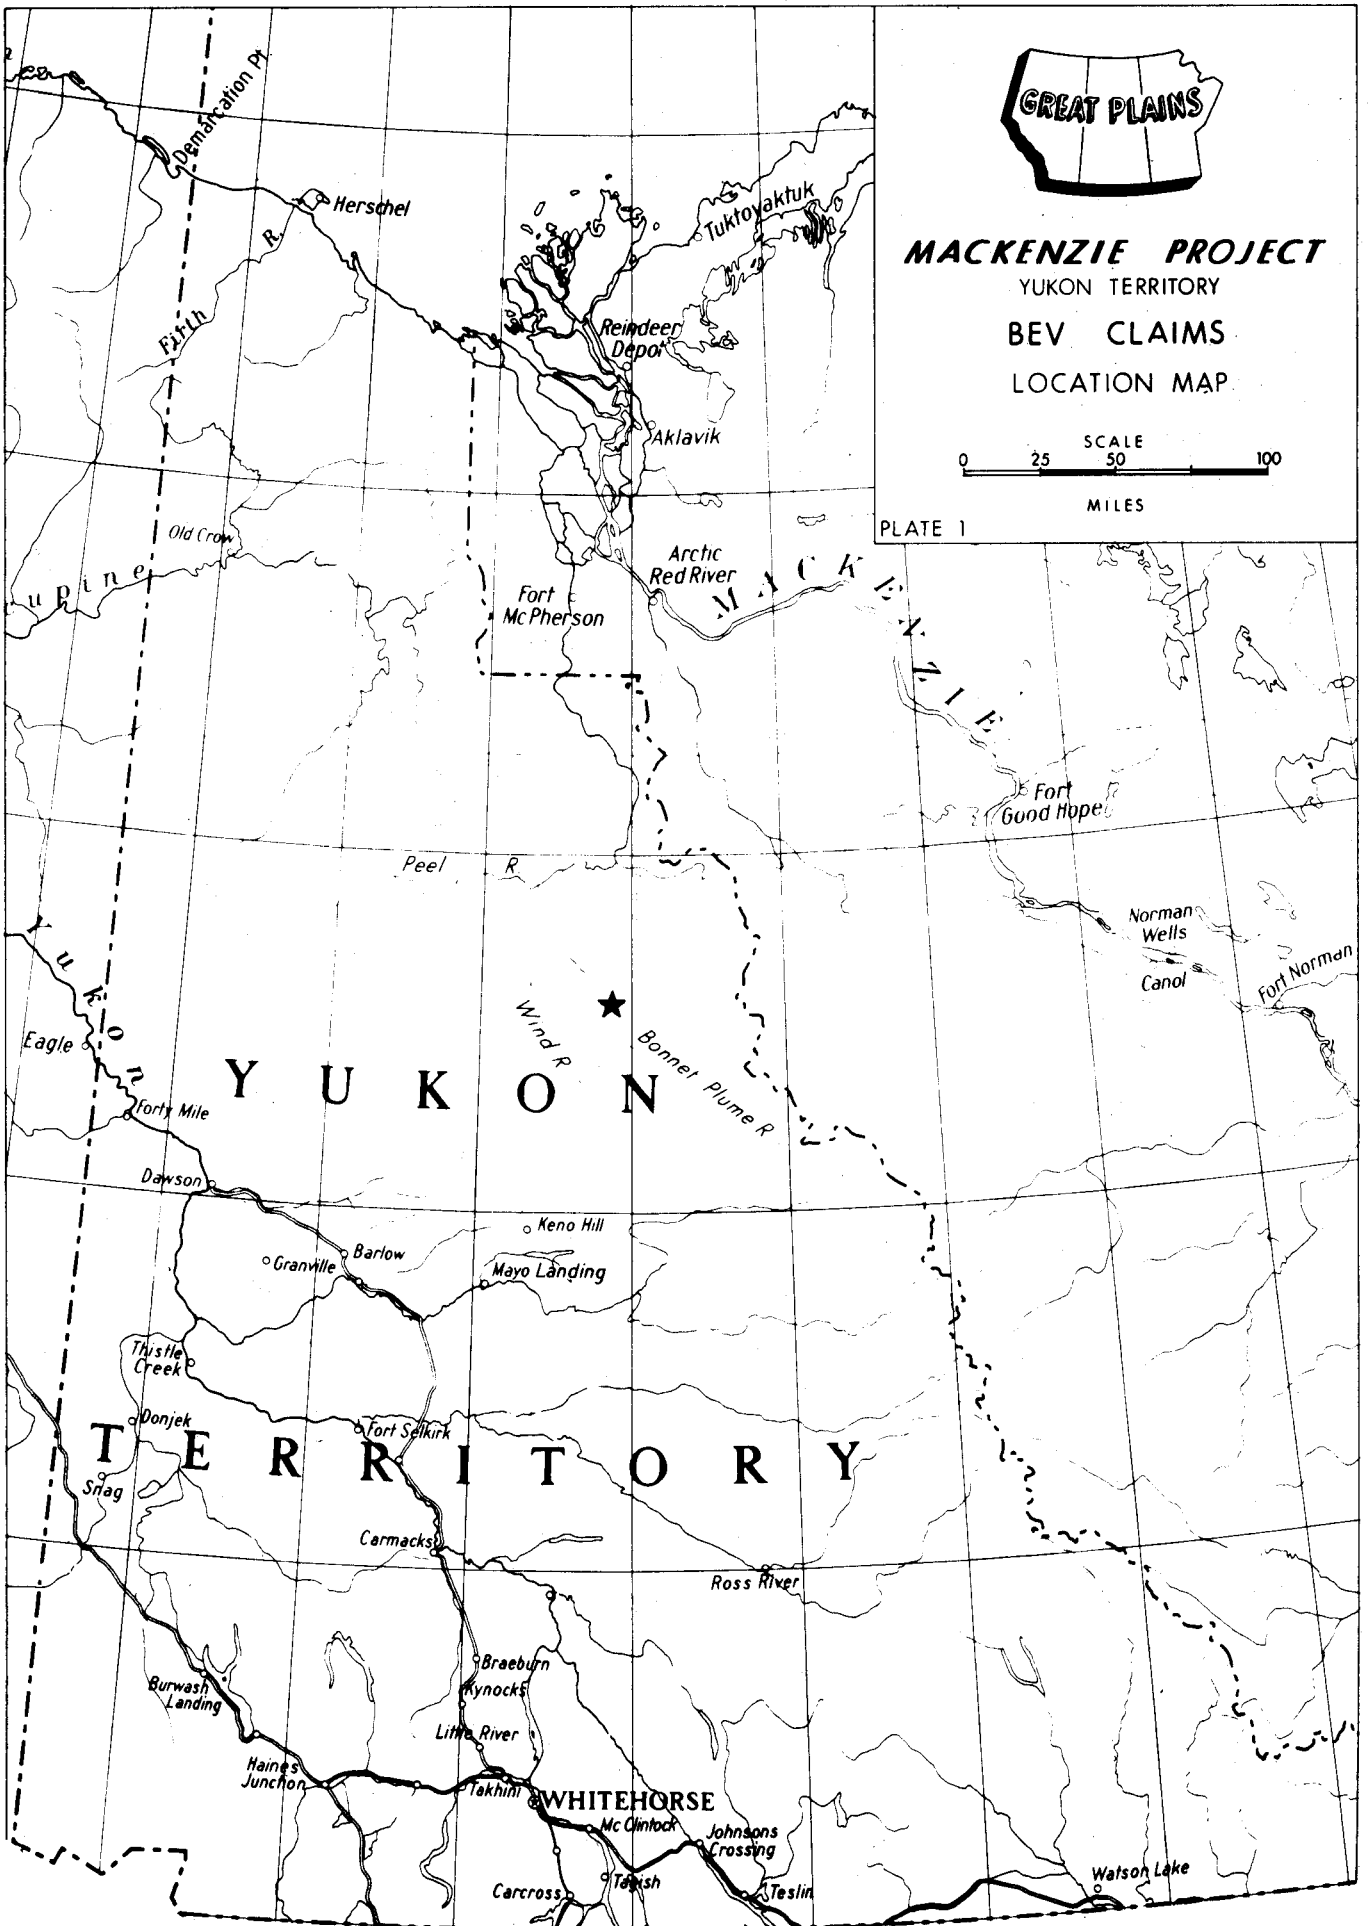 GREAT PLAINS
MACKENZIE PROJECT
YUKON TERRITORY
BEV CLAIMS
LOCATION MAP
SCALE
0 25 50 100
MILES
PLATE 1
Demarcation Pt
Herschel
Firth R.
Tuktoyaktuk
Reindeer
Depot
Aklavik
Old Crow
upine
Arctic
Red River
MACKENZIE
Fort
McPherson
Fort
Good Hope
Peel R.
Norman
Wells
Canol
Fort Norman
Yukon
Wind R
Bonnet Plume R
Eagle
YUKON
Forty Mile
Dawson
Keno Hill
Barlow
Granville
Mayo Landing
Thistle
Creek
Donjek
Fort Selkirk
TERRITORY
Snag
Carmacks
Ross River
Braeburn
Kynocks
Burwash
Landing
Little River
Haines
Junction
Takhini
WHITEHORSE
Mc Clintock
Johnsons
Crossing
Tagish
Carcross
Teslin
Watson Lake